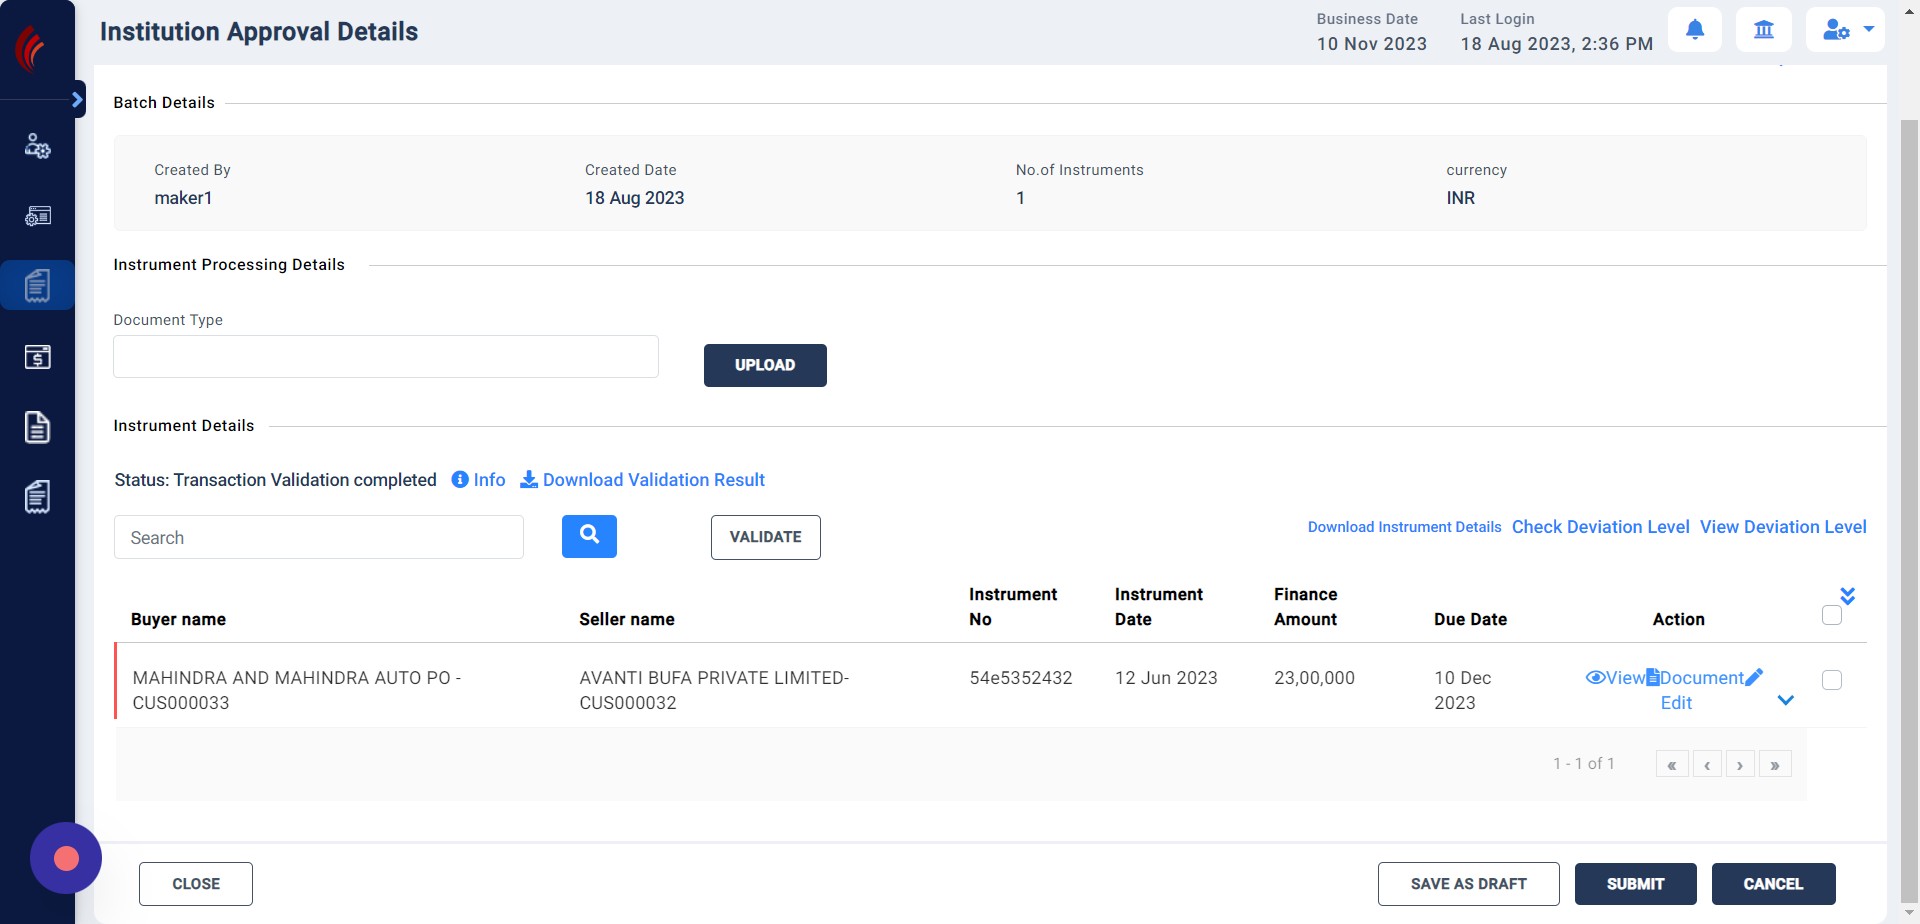 Institution Approval Details
Business Date
10 Nov 2023
Last Login
18 Aug 2023, 2:36 PM
Batch Details
Created By
maker1
Created Date
18 Aug 2023
No.of Instruments
1
currency
INR
Instrument Processing Details
Document Type
UPLOAD
Instrument Details
Status: Transaction Validation completed Info Download Validation Result
Search
VALIDATE
Download Instrument Details Check Deviation Level View Deviation Level
Buyer name
Seller name
Instrument
No
Instrument
Date
Finance
Amount
Due Date
Action
MAHINDRA AND MAHINDRA AUTO PO -
CUS000033
AVANTI BUFA PRIVATE LIMITED-
CUS000032
54e5352432
12 Jun 2023
23,00,000
10 Dec
2023
View Document
Edit
1 - 1 of 1 « ‹ › »
CLOSE
SAVE AS DRAFT
SUBMIT
CANCEL